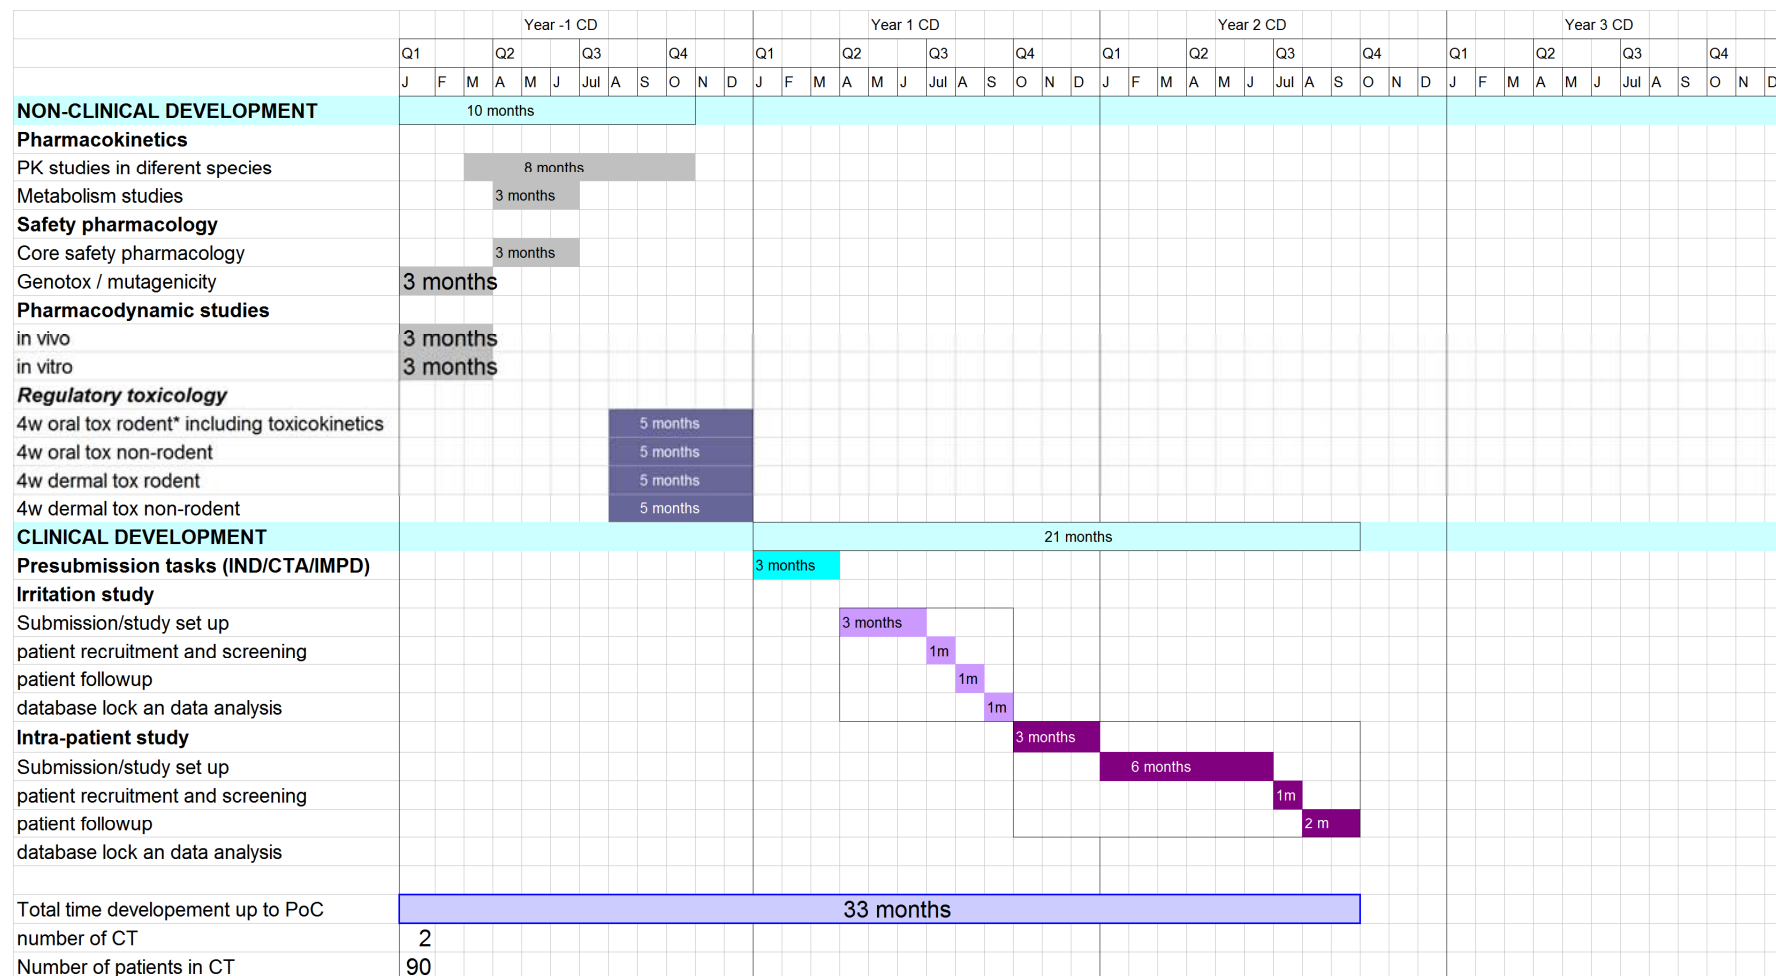 Year -1 CD Year 1 CD Year 2 CD Year 3 CD
Q1 Q2 Q3 Q4 Q1 Q2 Q3 Q4 Q1 Q2 Q3 Q4 Q1 Q2 Q3 Q4
J F M A M J Jul A S O N D J F M A M J Jul A S O N D J F M A M J Jul A S O N D J F M A M J Jul A S O N D
NON-CLINICAL DEVELOPMENT 10 months
Pharmacokinetics
PK studies in diferent species 8 months
Metabolism studies 3 months
Safety pharmacology
Core safety pharmacology 3 months
Genotox / mutagenicity 3 months
Pharmacodynamic studies
in vivo 3 months
in vitro 3 months
Regulatory toxicology
4w oral tox rodent* including toxicokinetics 5 months
4w oral tox non-rodent 5 months
4w dermal tox rodent 5 months
4w dermal tox non-rodent 5 months
CLINICAL DEVELOPMENT 21 months
Presubmission tasks (IND/CTA/IMPD) 3 months
Irritation study
Submission/study set up 3 months
patient recruitment and screening 1m
patient followup 1m
database lock an data analysis 1m
Intra-patient study 3 months
Submission/study set up 6 months
patient recruitment and screening 1m
patient followup 2 m
database lock an data analysis
Total time developement up to PoC 33 months
number of CT 2
Number of patients in CT 90